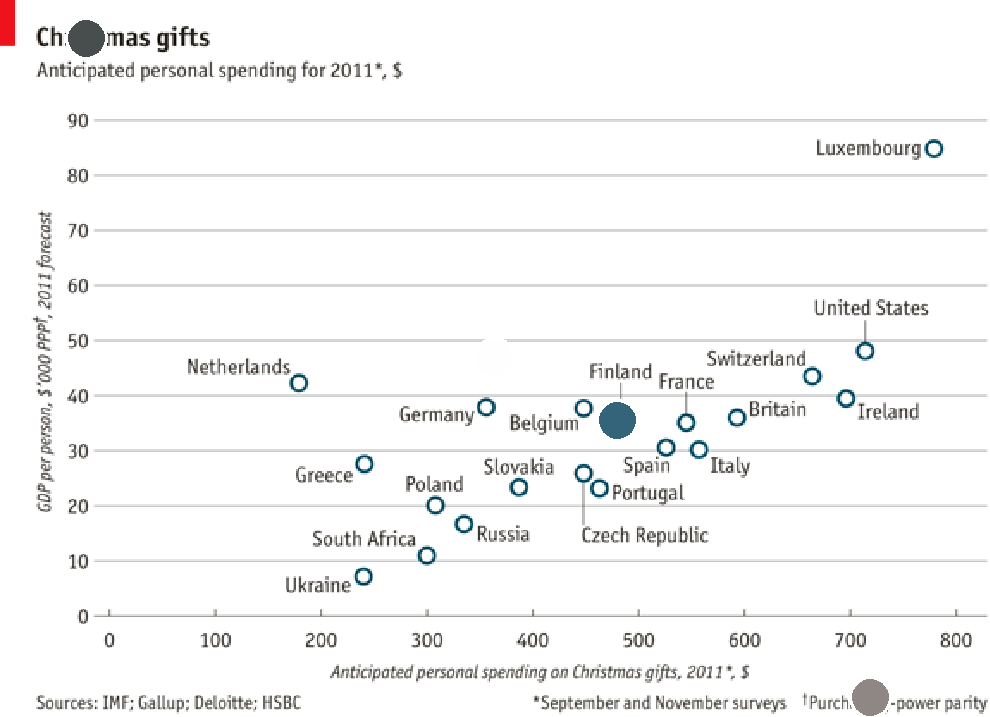 mas gifts
Anticipated personal spending for 2011*, $
GDP per person, $'000 PPP†, 2011 forecast
90
80
70
60
50
40
30
20
10
0
Luxembourg
United States
Netherlands
Switzerland
Finland
France
Germany
Belgium
Britain
Ireland
Greece
Slovakia
Spain
Italy
Poland
Portugal
South Africa
Russia
Czech Republic
Ukraine
0 100 200 300 400 500 600 700 800
Anticipated personal spending on Christmas gifts, 2011*, $
Sources: IMF; Gallup; Deloitte; HSBC
*September and November surveys †
-power parity